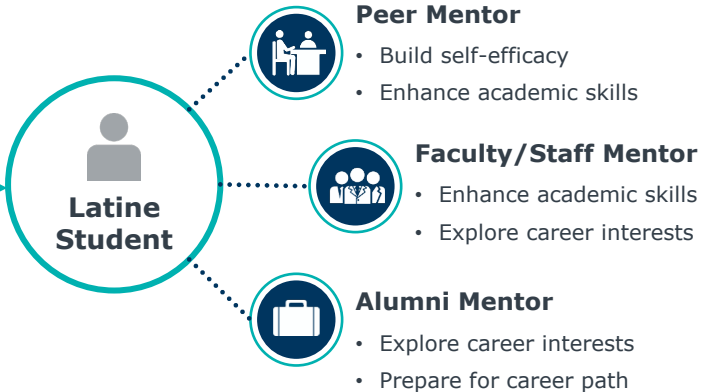 Peer Mentor
• Build self-efficacy
• Enhance academic skills
Latine
Student
Faculty/Staff Mentor
• Enhance academic skills
• Explore career interests
Alumni Mentor
• Explore career interests
• Prepare for career path